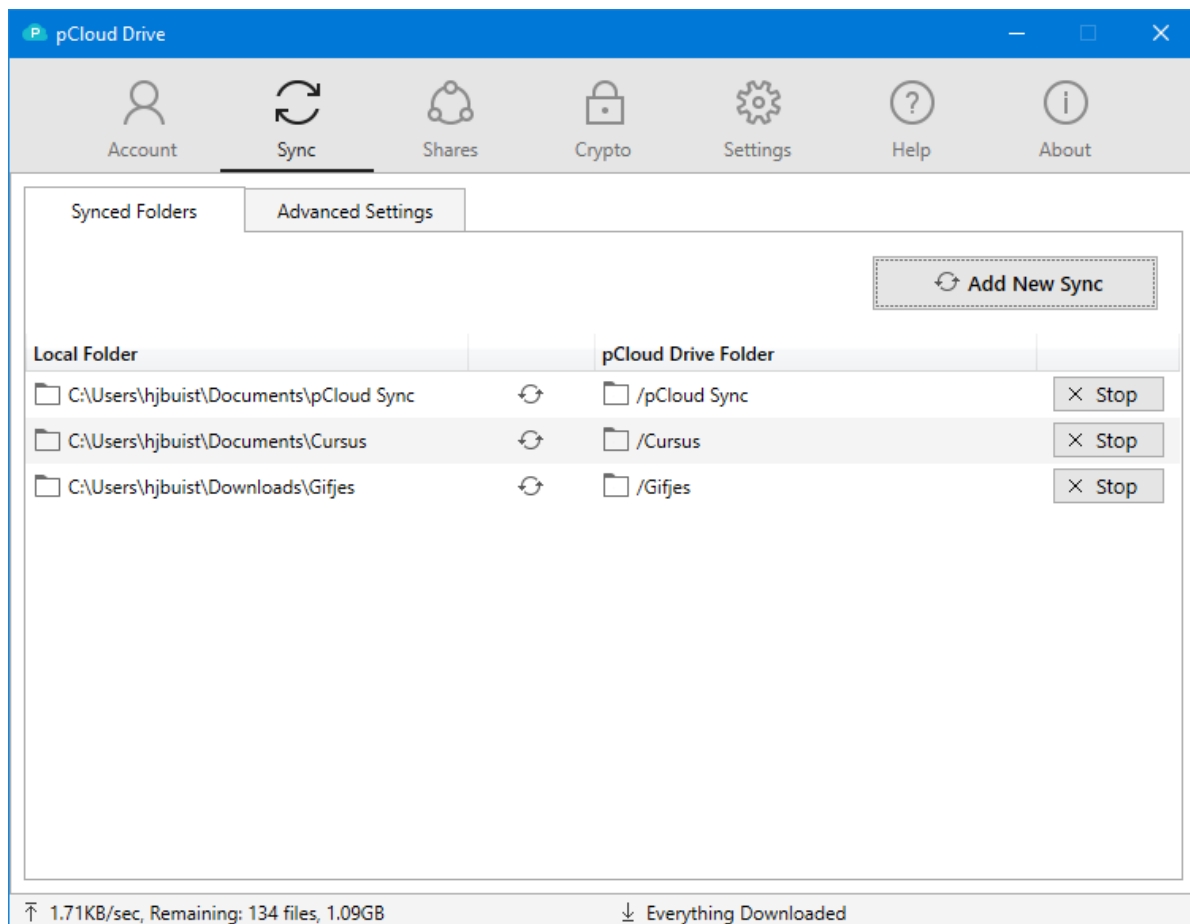 pCloud Drive
Account Sync Shares Crypto Settings Help About
Synced Folders Advanced Settings
Add New Sync
Local Folder pCloud Drive Folder
C:\Users\hjbuist\Documents\pCloud Sync /pCloud Sync Stop
C:\Users\hjbuist\Documents\Cursus /Cursus Stop
C:\Users\hjbuist\Downloads\Gifjes /Gifjes Stop
1.71KB/sec, Remaining: 134 files, 1.09GB Everything Downloaded